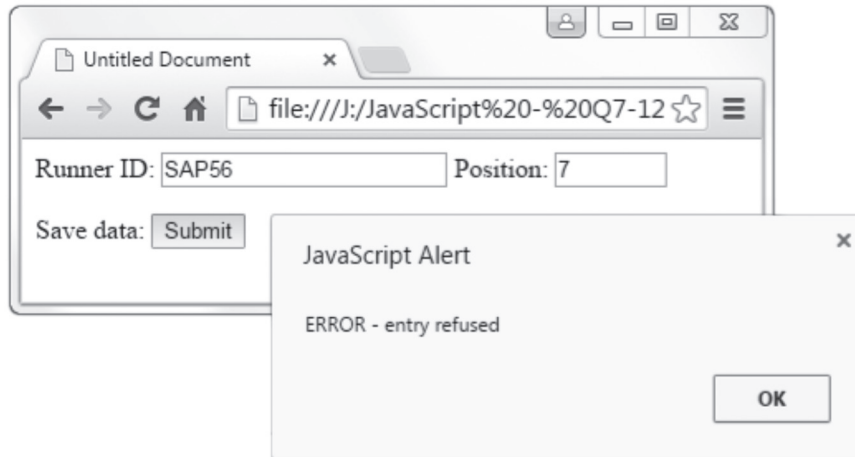 Untitled Document
file:///J:/JavaScript%20-%20Q7-12
Runner ID: SAP56 Position: 7
Save data: Submit
JavaScript Alert
ERROR - entry refused
OK